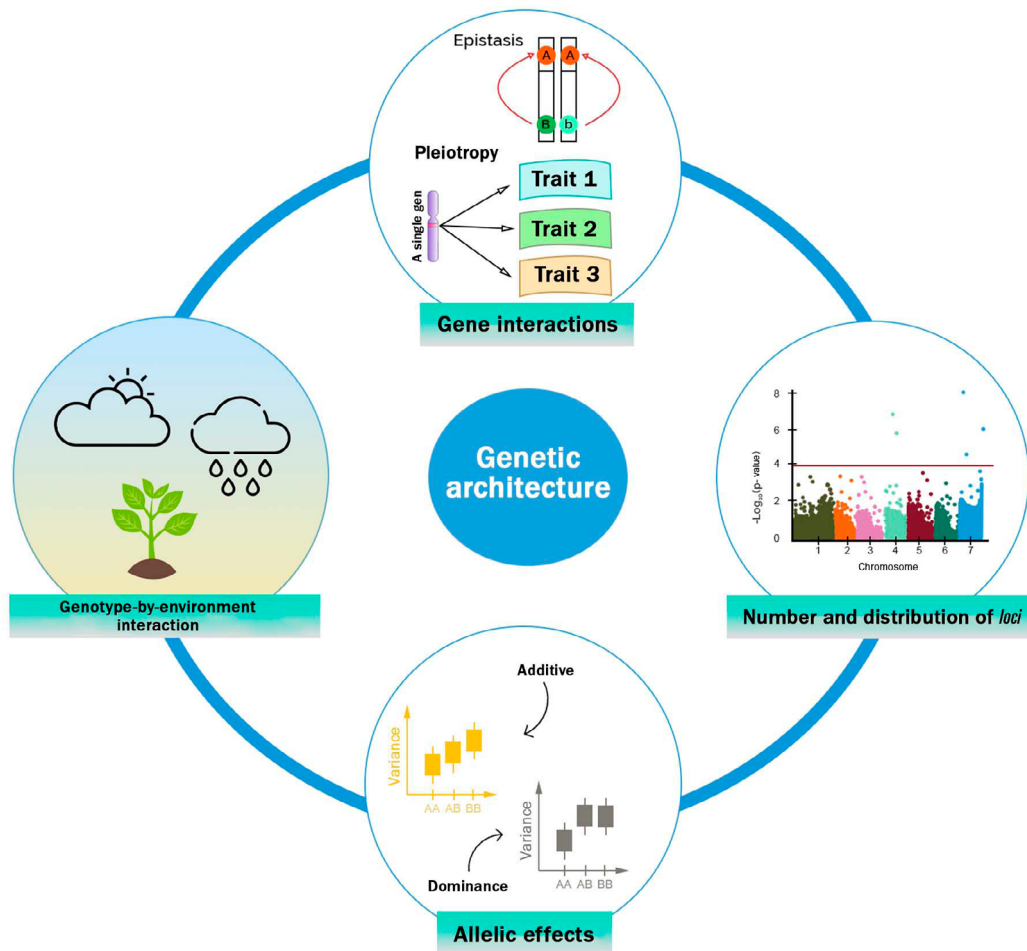 Epistasis
A A
B b
Pleiotropy
A single gen
Trait 1
Trait 2
Trait 3
Gene interactions
Genetic
architecture
8
6
4
2
0
-Log₁₀(p- value)
1 2 3 4 5 6 7
Chromosome
Number and distribution of loci
Genotype-by-environment
interaction
Additive
Variance
AA AB BB
Variance
AA AB BB
Dominance
Allelic effects